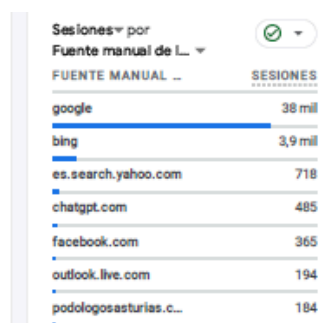 Sesiones por
Fuente manual de l...
FUENTE MANUAL ... SESIONES
google 38 mil
bing 3,9 mil
es.search.yahoo.com 718
chatgpt.com 485
facebook.com 365
outlook.live.com 194
podologosasturias.c... 184